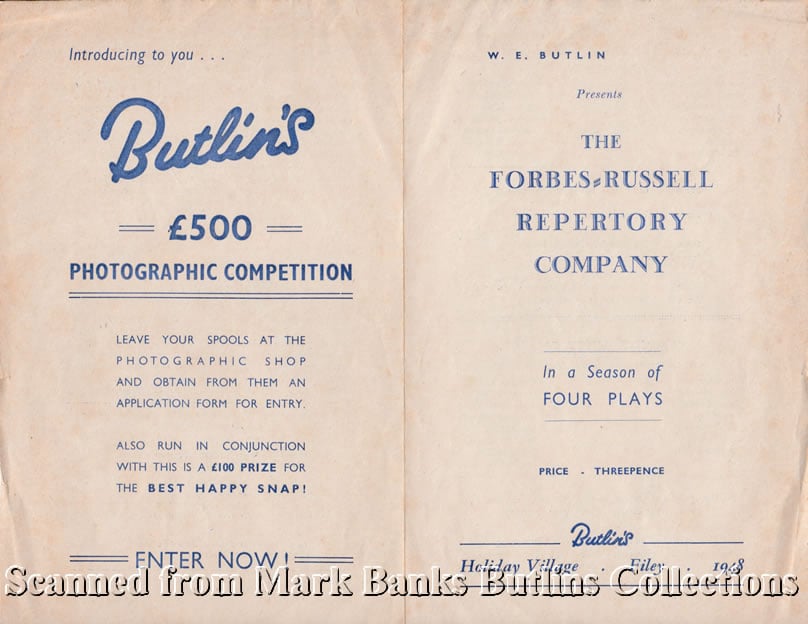 Introducing to you . . .
Butlin's
£500
PHOTOGRAPHIC COMPETITION
LEAVE YOUR SPOOLS AT THE
PHOTOGRAPHIC SHOP
AND OBTAIN FROM THEM AN
APPLICATION FORM FOR ENTRY.
ALSO RUN IN CONJUNCTION
WITH THIS IS A £100 PRIZE FOR
THE BEST HAPPY SNAP!
ENTER NOW!
W. E. BUTLIN
Presents
THE
FORBES-RUSSELL
REPERTORY
COMPANY
In a Season of
FOUR PLAYS
PRICE - THREEPENCE
Butlin's
Holiday Village . Filey . 1948
Scanned from Mark Banks Butlins Collections